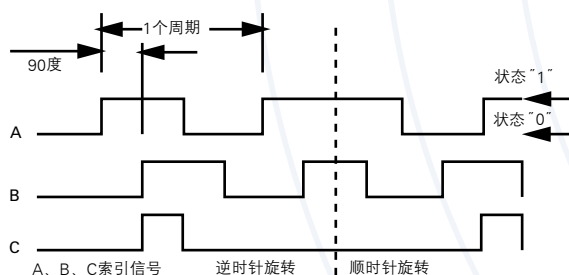 1个周期
90度
状态"1"
A
状态"0"
B
C
A、B、C索引信号
逆时针旋转
顺时针旋转